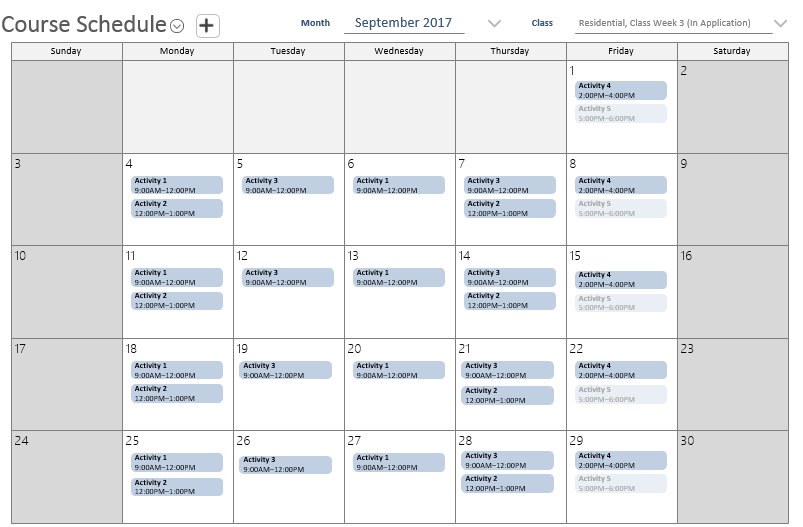 Course Schedule
Month September 2017 Class Residential, Class Week 3 (In Application)
Sunday Monday Tuesday Wednesday Thursday Friday Saturday
1
Activity 4
2:00PM–4:00PM
Activity 5
5:00PM–6:00PM
2
3
4
Activity 1
9:00AM–12:00PM
Activity 2
12:00PM–1:00PM
5
Activity 3
9:00AM–12:00PM
6
Activity 1
9:00AM–12:00PM
7
Activity 3
9:00AM–12:00PM
Activity 2
12:00PM–1:00PM
8
Activity 4
2:00PM–4:00PM
Activity 5
5:00PM–6:00PM
9
10
11
Activity 1
9:00AM–12:00PM
Activity 2
12:00PM–1:00PM
12
Activity 3
9:00AM–12:00PM
13
Activity 1
9:00AM–12:00PM
14
Activity 3
9:00AM–12:00PM
Activity 2
12:00PM–1:00PM
15
Activity 4
2:00PM–4:00PM
Activity 5
5:00PM–6:00PM
16
17
18
Activity 1
9:00AM–12:00PM
Activity 2
12:00PM–1:00PM
19
Activity 3
9:00AM–12:00PM
20
Activity 1
9:00AM–12:00PM
21
Activity 3
9:00AM–12:00PM
Activity 2
12:00PM–1:00PM
22
Activity 4
2:00PM–4:00PM
Activity 5
5:00PM–6:00PM
23
24
25
Activity 1
9:00AM–12:00PM
Activity 2
12:00PM–1:00PM
26
Activity 3
9:00AM–12:00PM
27
Activity 1
9:00AM–12:00PM
28
Activity 3
9:00AM–12:00PM
Activity 2
12:00PM–1:00PM
29
Activity 4
2:00PM–4:00PM
Activity 5
5:00PM–6:00PM
30